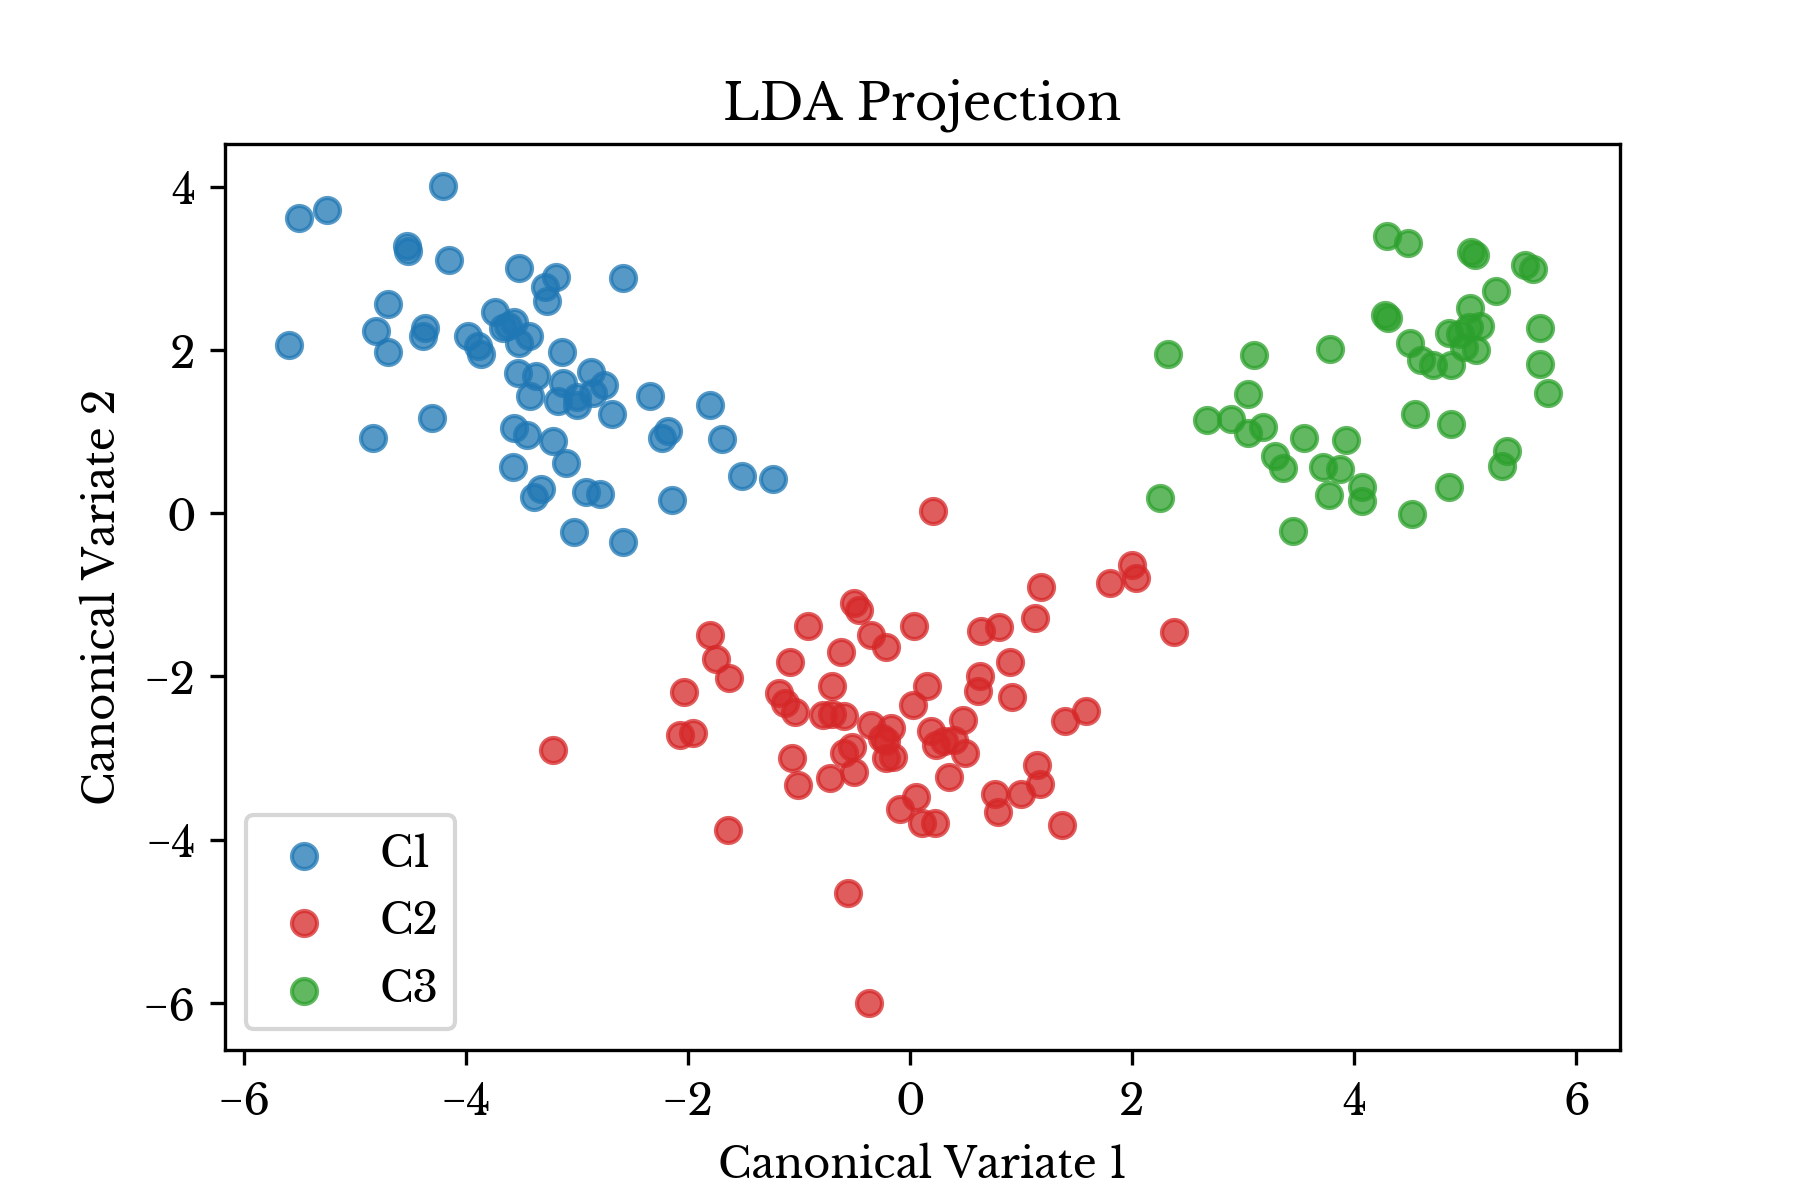 LDA Projection
Canonical Variate 2
4
2
0
−2
−4
−6
C1
C2
C3
−6 −4 −2 0 2 4 6
Canonical Variate 1